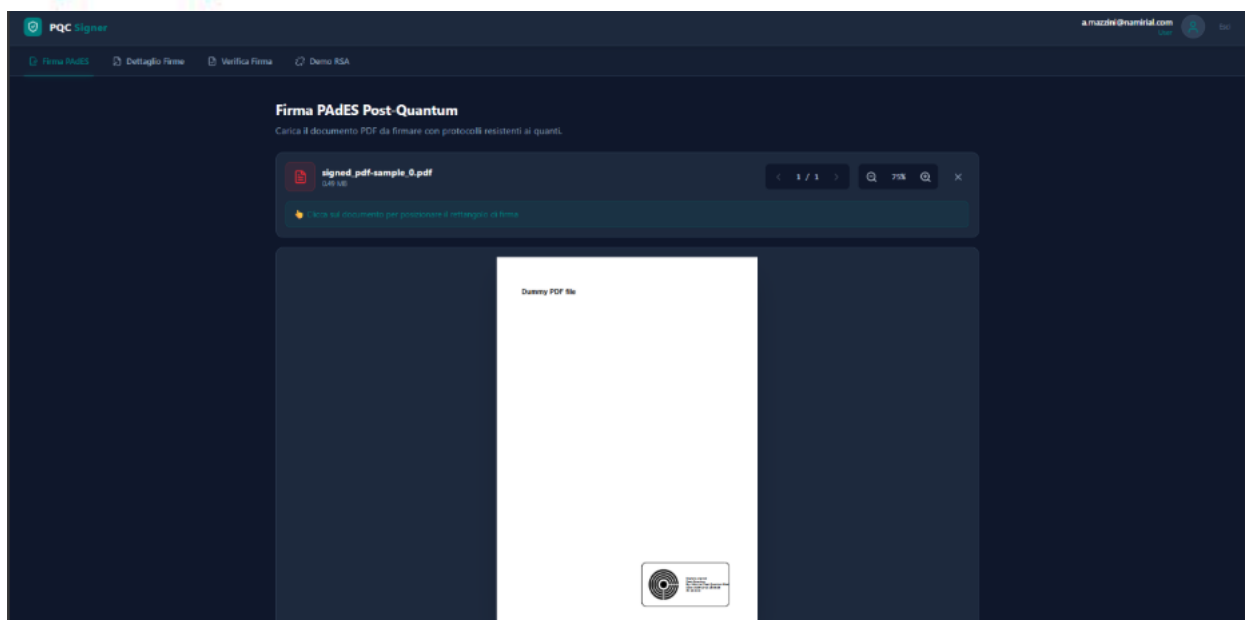 PQC Signer
a.mazzini@namirial.com
User
Esci
Firma PAdES
Dettaglio Firme
Verifica Firma
Demo RSA
Firma PAdES Post-Quantum
Carica il documento PDF da firmare con protocolli resistenti ai quanti.
signed_pdf-sample_0.pdf
0,49 MB
1 / 1
75%
Clicca sul documento per posizionare il rettangolo di firma
Dummy PDF file